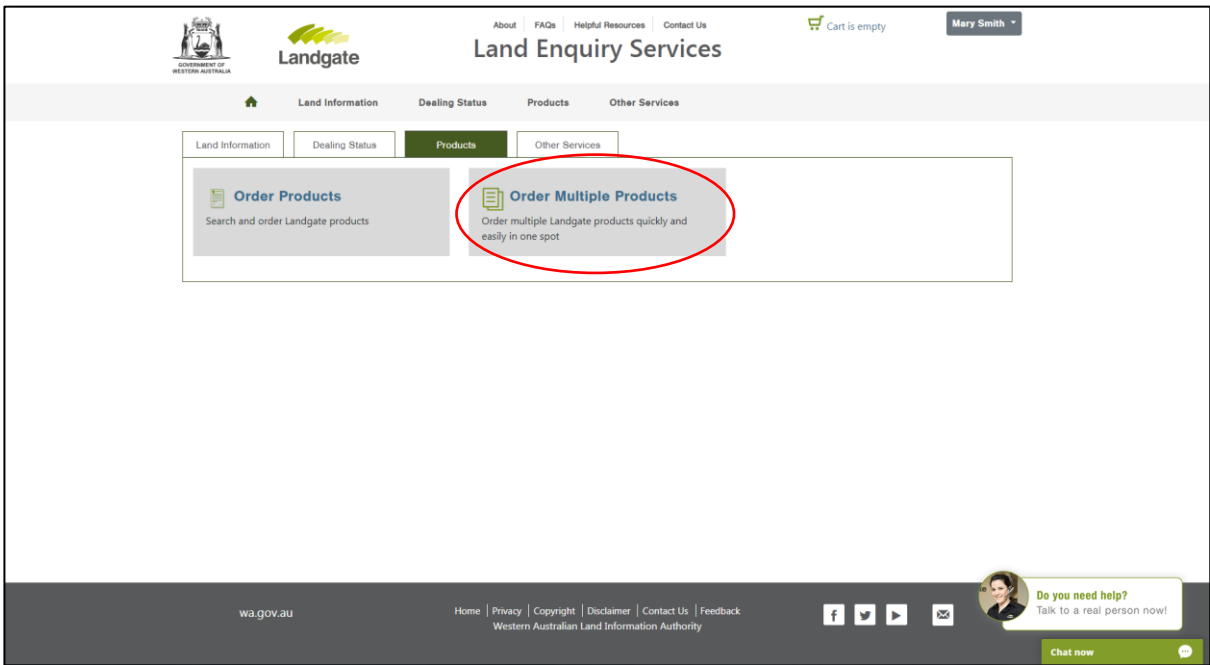 GOVERNMENT OF
WESTERN AUSTRALIA
Landgate
About FAQs Helpful Resources Contact Us
Land Enquiry Services
Cart is empty
Mary Smith
Land Information Dealing Status Products Other Services
Land Information Dealing Status Products Other Services
Order Products
Search and order Landgate products
Order Multiple Products
Order multiple Landgate products quickly and
easily in one spot
wa.gov.au
Home | Privacy | Copyright | Disclaimer | Contact Us | Feedback
Western Australian Land Information Authority
Do you need help?
Talk to a real person now!
Chat now